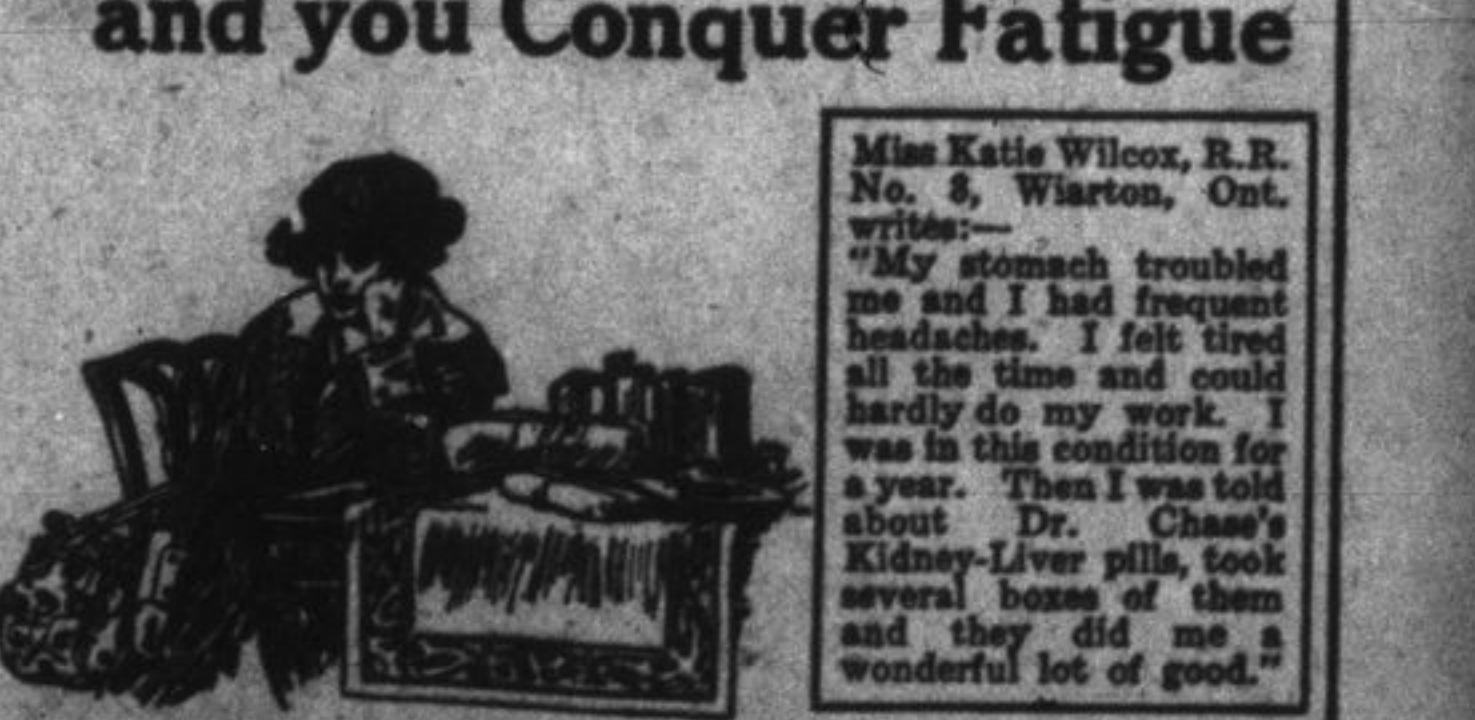 and you Conquer Fatigue
Miss Katie Wilcox, R.R.
No. 8, Wiarton, Ont.
writes:—
"My stomach troubled
me and I had frequent
headaches. I felt tired
all the time and could
hardly do my work. I
was in this condition for
a year. Then I was told
about Dr. Chase's
Kidney-Liver pills, took
several boxes of them
and they did me a
wonderful lot of good."